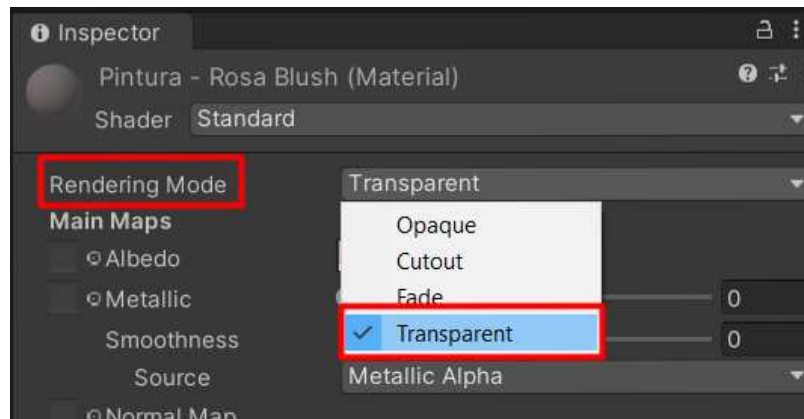 Inspector
Pintura - Rosa Blush (Material)
Shader Standard
Rendering Mode Transparent
Main Maps
Opaque
Albedo
Cutout
Metallic
Fade
0
Transparent
Smoothness
0
Source Metallic Alpha
Normal Map